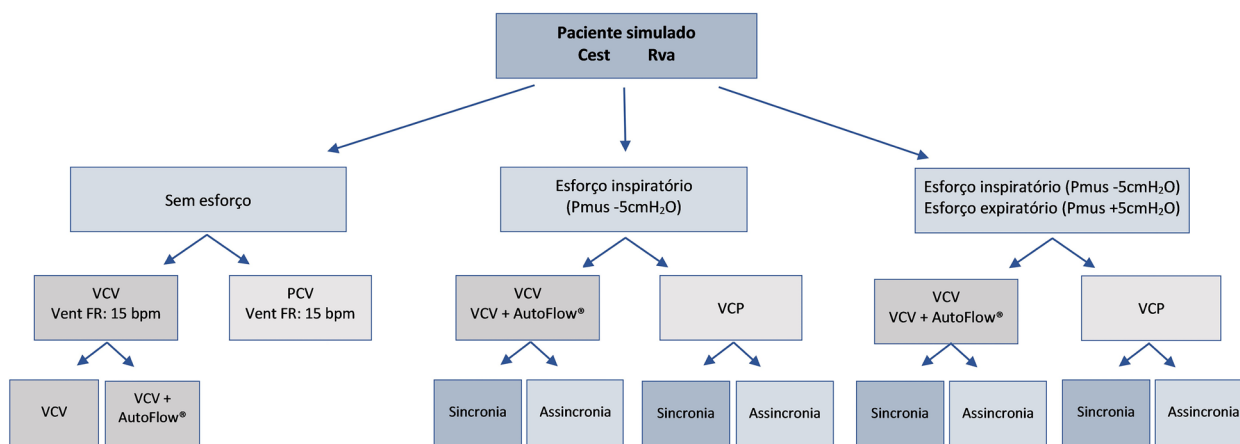 Paciente simulado
Cest Rva
Sem esforço
Esforço inspiratório
(Pmus -5cmH₂O)
Esforço inspiratório (Pmus -5cmH₂O)
Esforço expiratório (Pmus +5cmH₂O)
VCV
Vent FR: 15 bpm
PCV
Vent FR: 15 bpm
VCV
VCV + AutoFlow®
VCP
VCV
VCV + AutoFlow®
VCP
VCV
VCV +
AutoFlow®
Sincronia
Assincronia
Sincronia
Assincronia
Sincronia
Assincronia
Sincronia
Assincronia